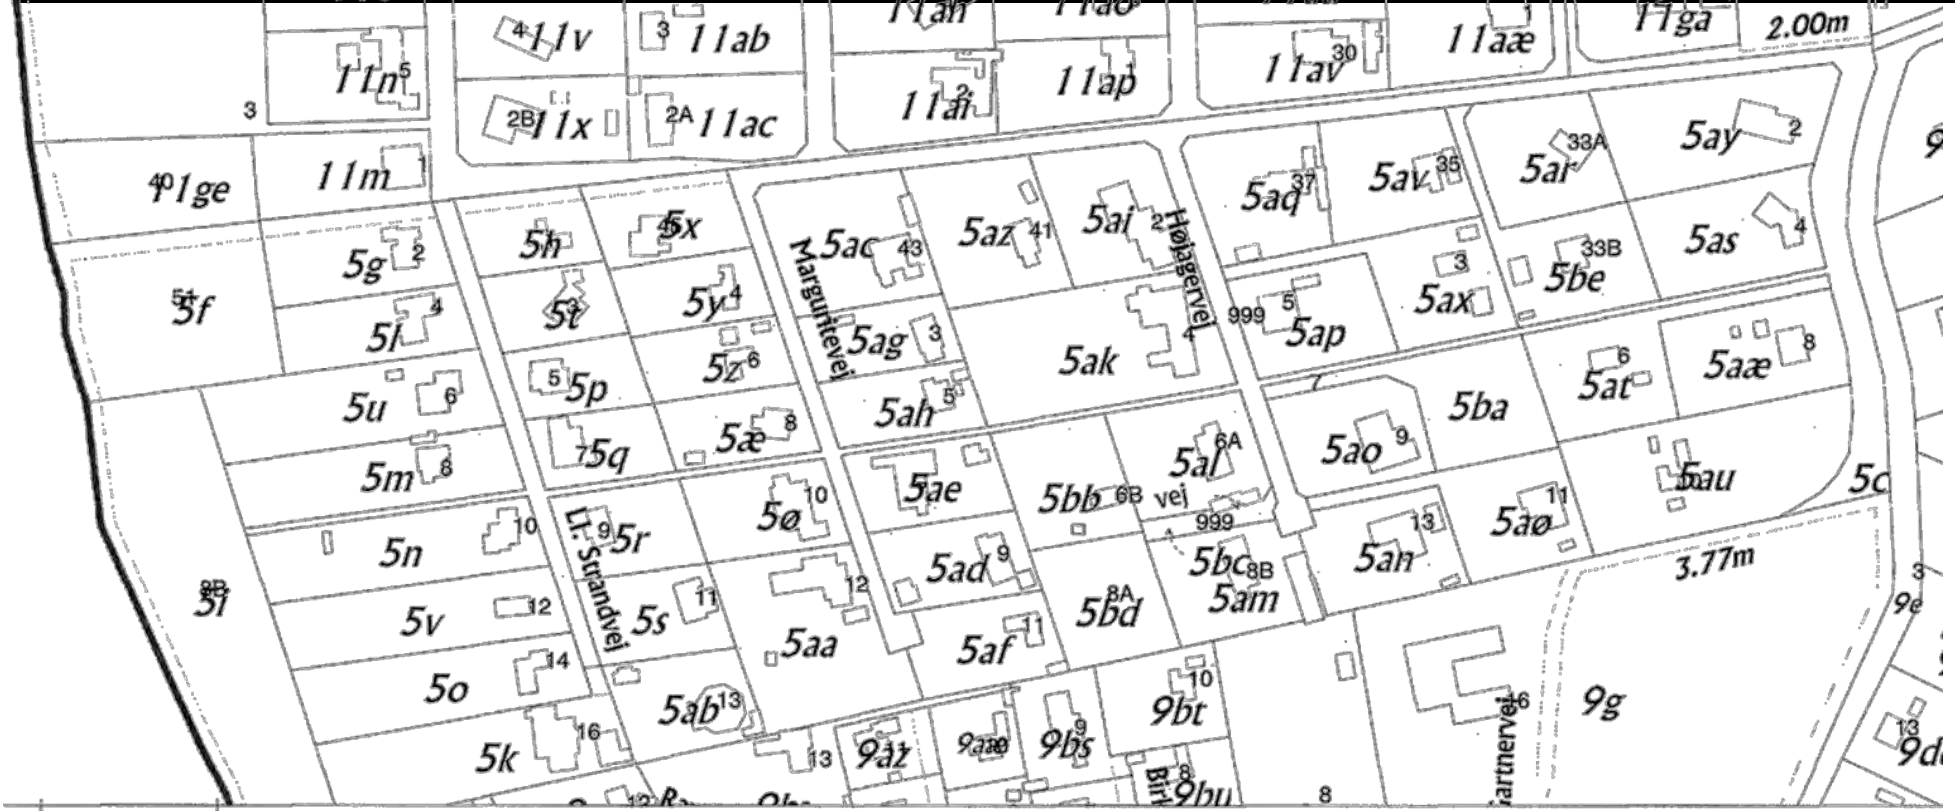 4 11v
3 11ab
11an
11ao
11aæ
11ga
2.00m
11n 5
11av 30
11ap 1
11ai 2
3
2B 11x
2A 11ac
11m 1
40 11ge
5h
5x
5ac 43
5az 41
5ai 2
Højagervej
5aq 37
5av 35
5ar 33A
5ay 2
5g 2
5as 4
5be 33B
5f
5l 4
5t
5y 4
Marguritevej
5ag 3
5ak 4
999
5ap 5
5ax 3
5z 6
5p 5
5u 6
5ah 5
7
5ba
5at 6
5aæ 8
5æ 8
5q 7
5m 8
5al 6A
5ao 9
5ae
5bb 6B
vej
999
5ø 10
5au
5c
5n 10
Lt. Strandvej
5r 9
5ad 9
5bc 8B
5an 13
5aø 11
3.77m
5i
5v 12
5s 11
5aa 12
5bd 8A
5am
3
9e
5af 11
5o 14
5ab 13
9bt 10
16
9g
5k 16
13
9az 11
9aæ
9bs 9
8
9bu
8
13